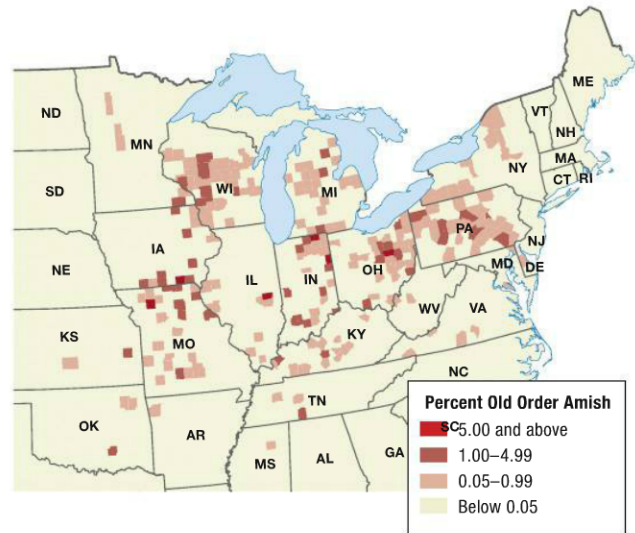 ME
ND
VT
MN
NH
NY
MA
SD
WI
MI
CT RI
PA
IA
NJ
NE
OH
MD
DE
IL
IN
WV
VA
KS
MO
KY
NC
TN
Percent Old Order Amish
OK
SC 5.00 and above
AR
GA
1.00–4.99
MS
AL
0.05–0.99
Below 0.05